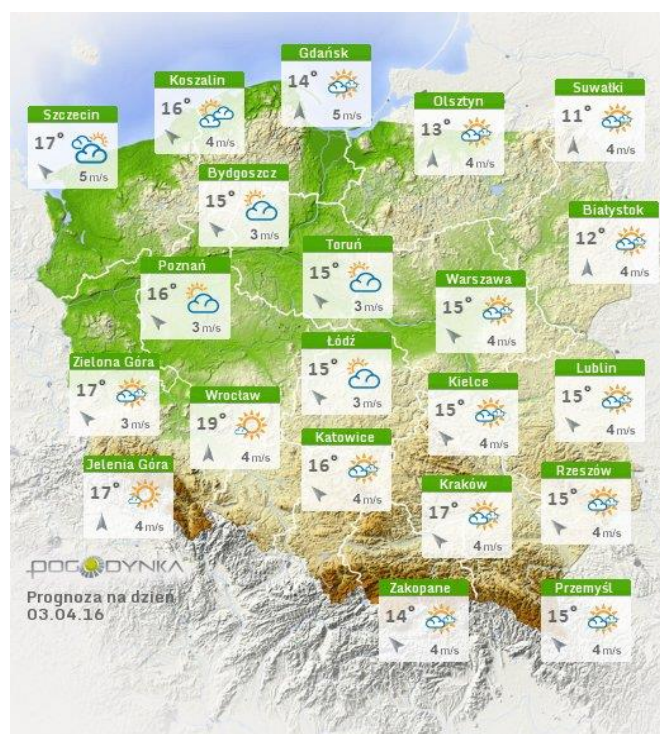 Gdańsk
14°
5 m/s
Koszalin
16°
4 m/s
Suwałki
11°
4 m/s
Olsztyn
13°
4 m/s
Szczecin
17°
5 m/s
Bydgoszcz
15°
3 m/s
Białystok
12°
4 m/s
Toruń
15°
3 m/s
Poznań
16°
3 m/s
Warszawa
15°
4 m/s
Łódź
15°
3 m/s
Zielona Góra
17°
3 m/s
Lublin
15°
4 m/s
Kielce
15°
4 m/s
Wrocław
19°
4 m/s
Katowice
16°
4 m/s
Jelenia Góra
17°
4 m/s
Rzeszów
15°
4 m/s
Kraków
17°
4 m/s
POGODYNKA
Prognoza na dzień
03.04.16
Zakopane
14°
4 m/s
Przemyśl
15°
4 m/s